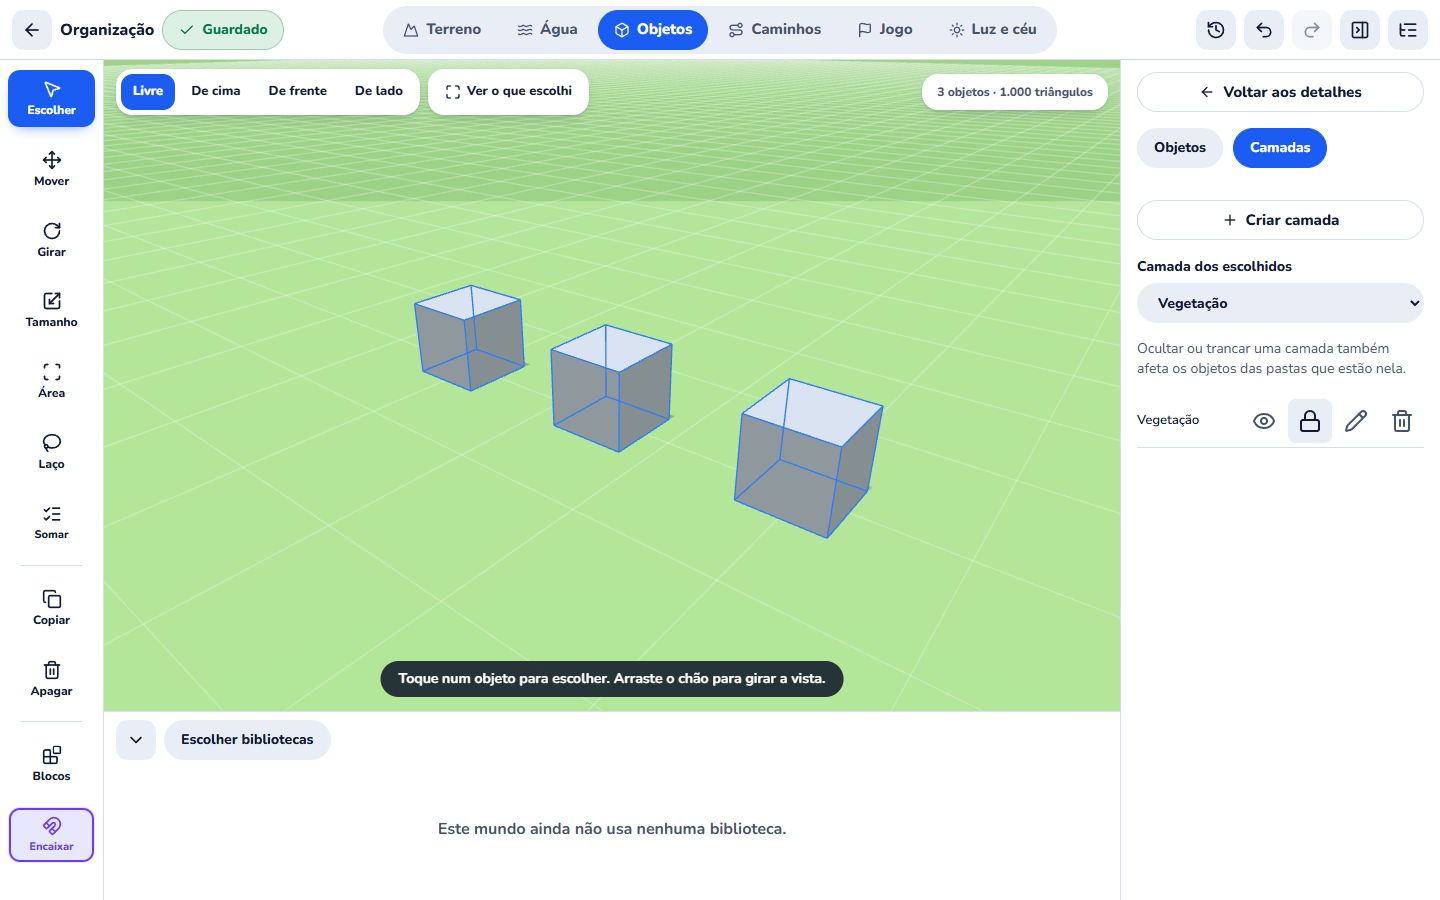 Organização
Guardado
Terreno
Água
Objetos
Caminhos
Jogo
Luz e céu
Escolher
Mover
Girar
Tamanho
Área
Laço
Somar
Copiar
Apagar
Blocos
Encaixar
Livre
De cima
De frente
De lado
Ver o que escolhi
3 objetos · 1.000 triângulos
Toque num objeto para escolher. Arraste o chão para girar a vista.
Escolher bibliotecas
Este mundo ainda não usa nenhuma biblioteca.
Voltar aos detalhes
Objetos
Camadas
Criar camada
Camada dos escolhidos
Vegetação
Ocultar ou trancar uma camada também
afeta os objetos das pastas que estão nela.
Vegetação